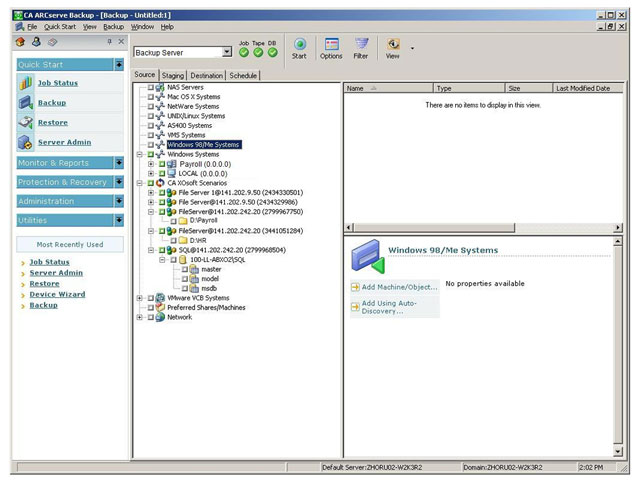 CA ARCserve Backup - [Backup - Untitled:1]
File Quick Start View Backup Window Help
Backup Server
Job Tape DB
Start Options Filter View
Quick Start
Job Status
Backup
Restore
Server Admin
Monitor & Reports
Protection & Recovery
Administration
Utilities
Most Recently Used
Job Status
Server Admin
Restore
Device Wizard
Backup
Source Staging Destination Schedule
NAS Servers
Mac OS X Systems
NetWare Systems
UNIX/Linux Systems
AS400 Systems
VMS Systems
Windows 98/Me Systems
Windows Systems
Payroll (0.0.0.0)
LOCAL (0.0.0.0)
CA XOsoft Scenarios
File Server 1@141.202.9.50 (2434330501)
File Server@141.202.9.50 (2434329986)
FileServer@141.202.242.20 (2799967750)
D:\Payroll
FileServer@141.202.242.20 (3441051284)
D:\HR
SQL@141.202.242.20 (2799968504)
100-LL-ABXO2\SQL
master
model
msdb
VMware VCB Systems
Preferred Shares/Machines
Network
Name Type Size Last Modified Date
There are no items to display in this view.
Windows 98/Me Systems
Add Machine/Object...
Add Using Auto-
Discovery...
No properties available
Default Server:ZHORU02-W2K3R2 Domain:ZHORU02-W2K3R2 2:02 PM